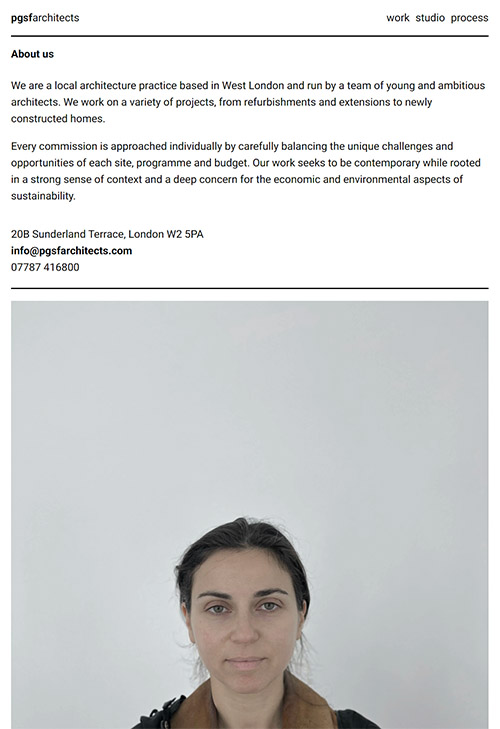 pgsfarchitects
work studio process
About us
We are a local architecture practice based in West London and run by a team of young and ambitious
architects. We work on a variety of projects, from refurbishments and extensions to newly
constructed homes.
Every commission is approached individually by carefully balancing the unique challenges and
opportunities of each site, programme and budget. Our work seeks to be contemporary while rooted
in a strong sense of context and a deep concern for the economic and environmental aspects of
sustainability.
20B Sunderland Terrace, London W2 5PA
info@pgsfarchitects.com
07787 416800